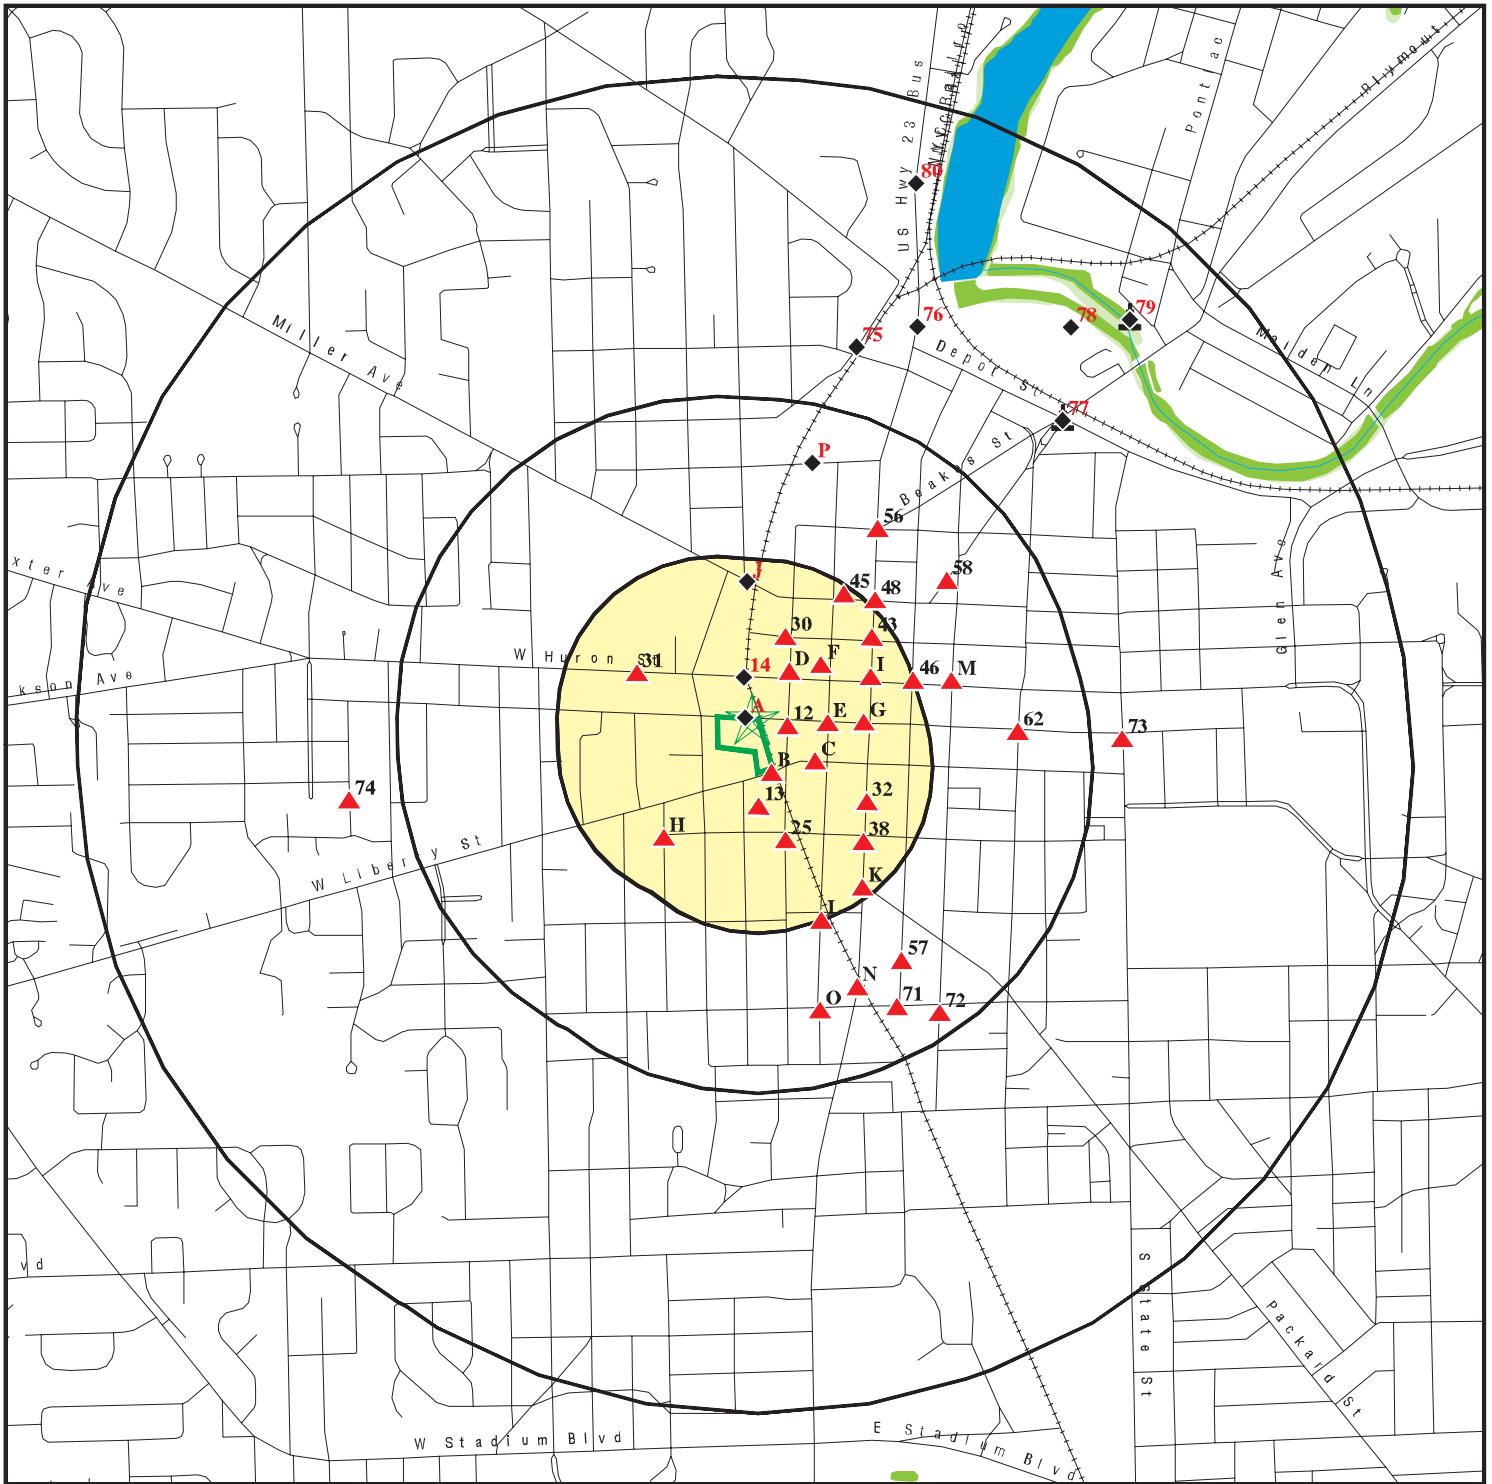 US Hwy 23 Bus
Pontiac
Plymout
80
79
78
76
75
Miller Ave
Depot St
Maiden Ln
77
P
Beakes St
56
58
45
48
xter Ave
Glen Ave
J
30
43
W Huron St
31
14
D
F
I
46
M
kson Ave
A
12
E
G
62
73
B
C
74
13
32
W Liberty St
H
25
38
K
L
57
N
O
71
72
vd
S State St
Packard St
W Stadium Blvd
E Stadium Blvd